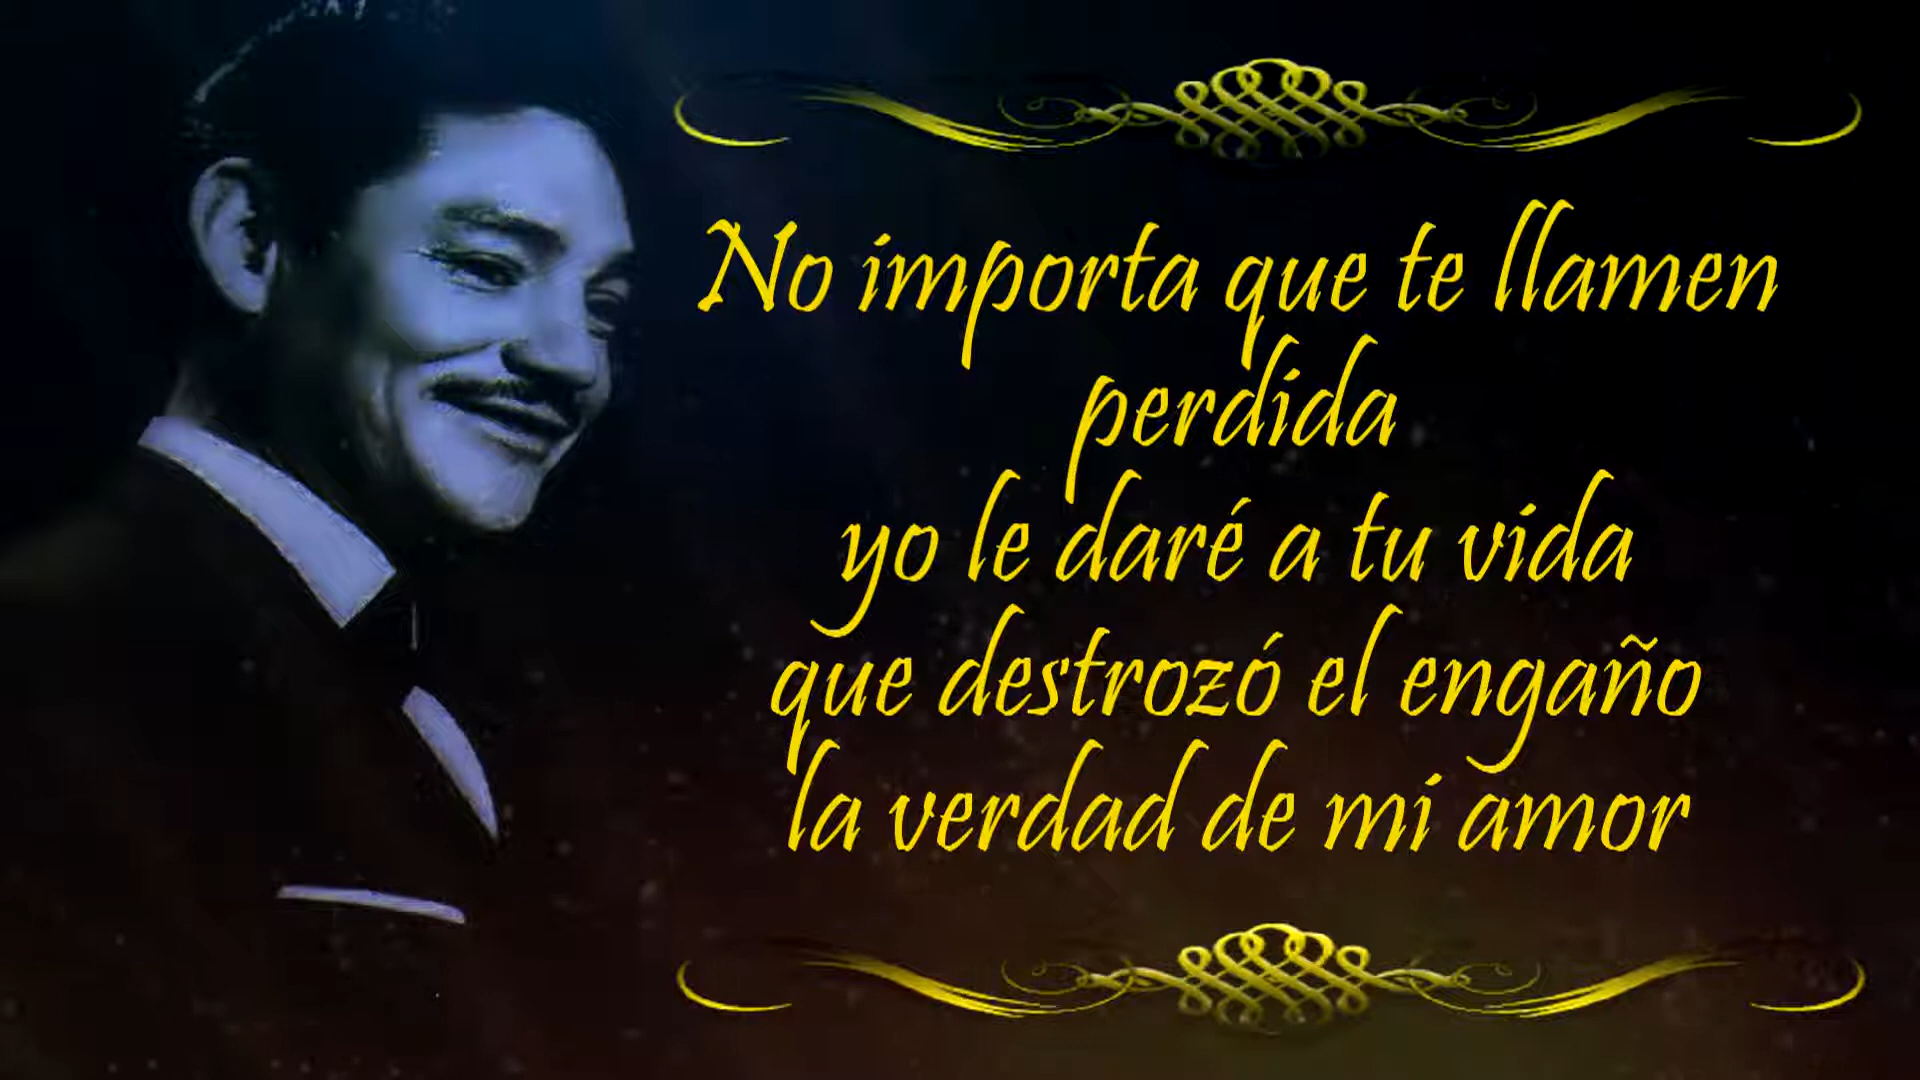 No importa que te llamen
perdida
yo le daré a tu vida
que destrozó el engaño
la verdad de mi amor